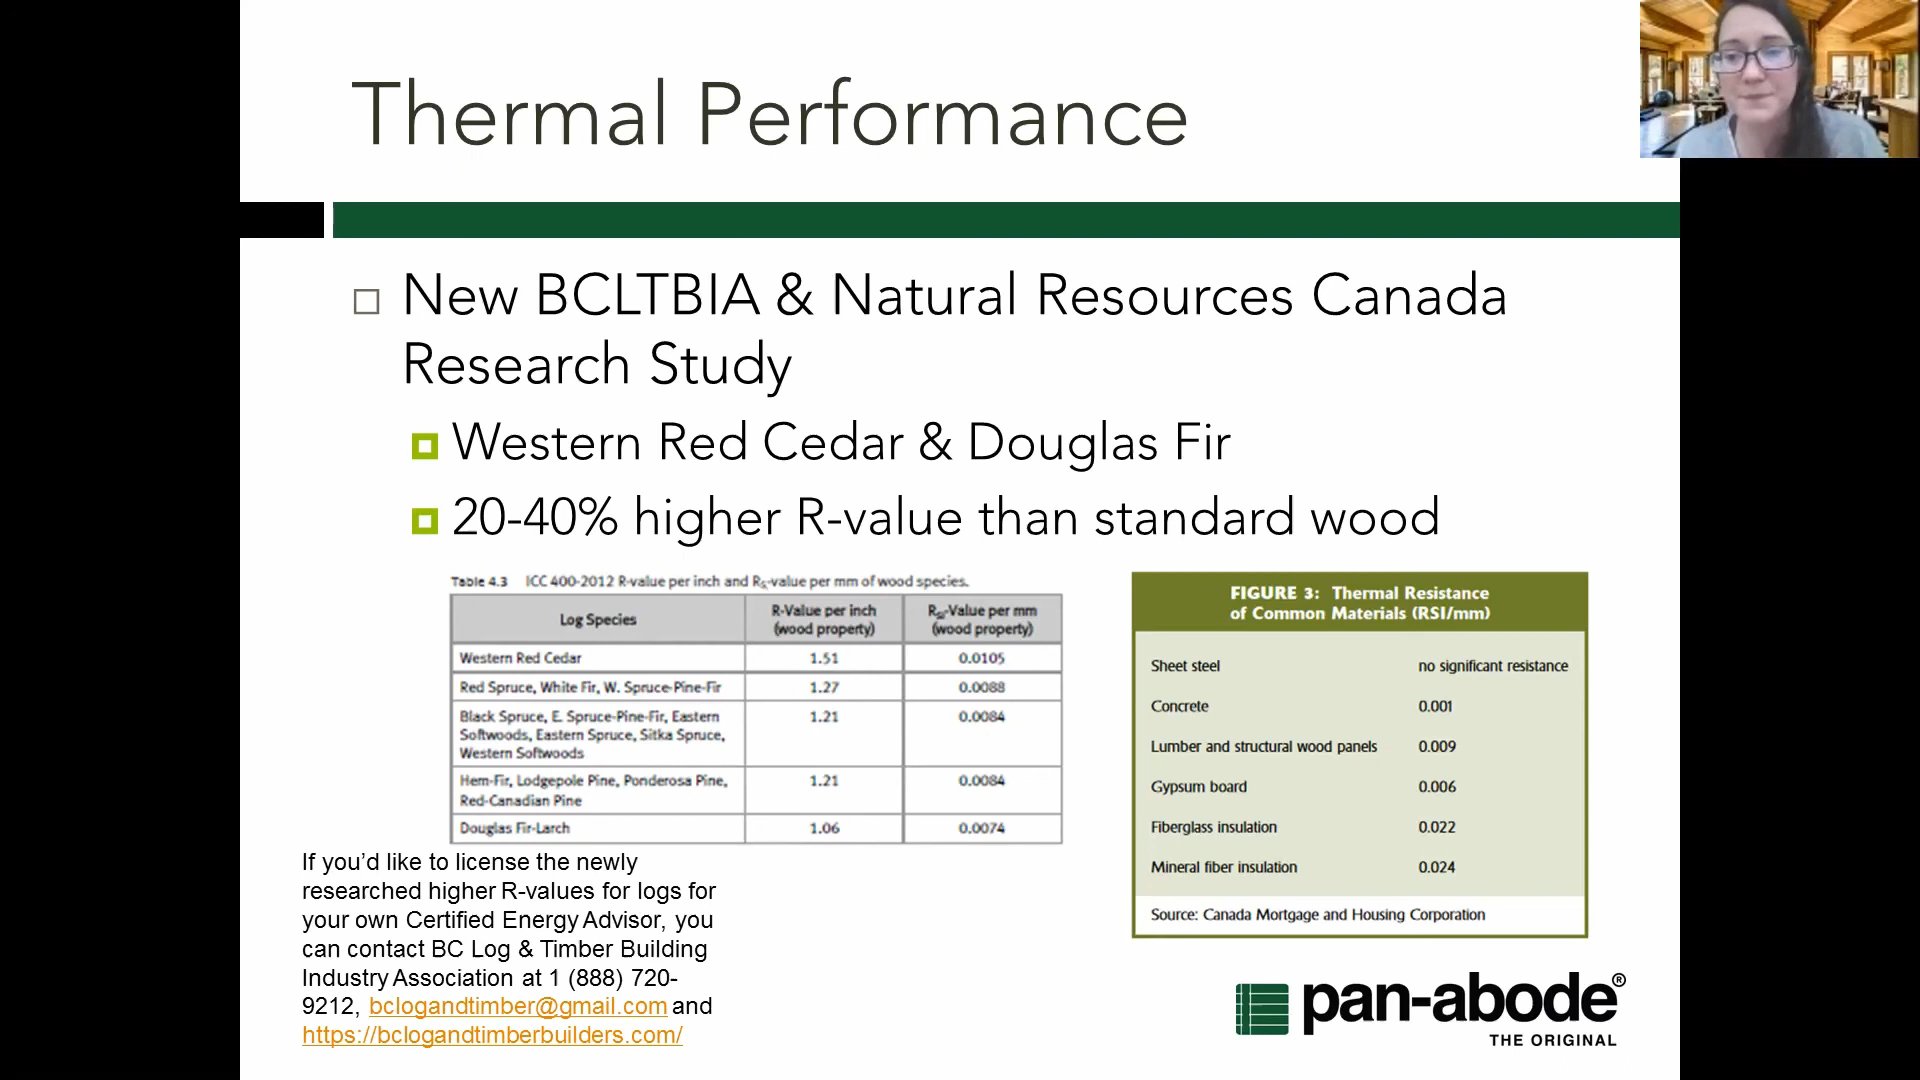 Thermal Performance
New BCLTBIA & Natural Resources Canada
Research Study
Western Red Cedar & Douglas Fir
20-40% higher R-value than standard wood
Table 4.3 ICC 400-2012 R-value per inch and RSI-value per mm of wood species.
Log Species R-Value per inch (wood property) RSI-Value per mm (wood property)
Western Red Cedar 1.51 0.0105
Red Spruce, White Fir, W. Spruce-Pine-Fir 1.27 0.0088
Black Spruce, E. Spruce-Pine-Fir, Eastern 1.21 0.0084
Softwoods, Eastern Spruce, Sitka Spruce,
Western Softwoods
Hem-Fir, Lodgepole Pine, Ponderosa Pine, 1.21 0.0084
Red-Canadian Pine
Douglas Fir-Larch 1.06 0.0074
FIGURE 3: Thermal Resistance
of Common Materials (RSI/mm)
Sheet steel no significant resistance
Concrete 0.001
Lumber and structural wood panels 0.009
Gypsum board 0.006
Fiberglass insulation 0.022
Mineral fiber insulation 0.024
Source: Canada Mortgage and Housing Corporation
If you’d like to license the newly
researched higher R-values for logs for
your own Certified Energy Advisor, you
can contact BC Log & Timber Building
Industry Association at 1 (888) 720-
9212, bclogandtimber@gmail.com and
https://bclogandtimberbuilders.com/
pan-abode®
THE ORIGINAL